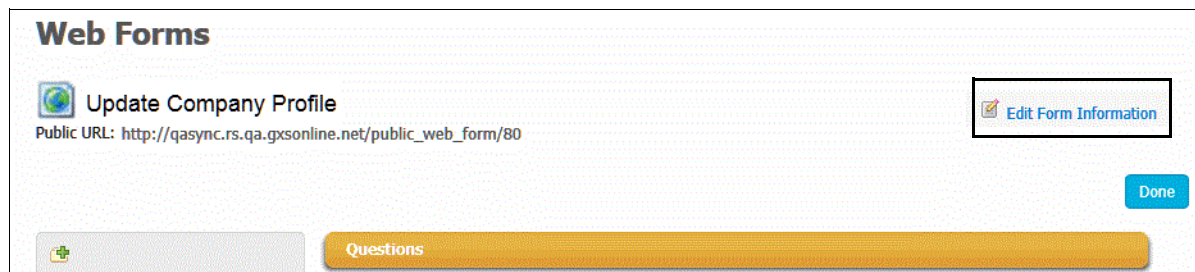 Web Forms
Update Company Profile
Edit Form Information
Public URL: http://qasync.rs.qa.gxsonline.net/public_web_form/80
Done
Questions